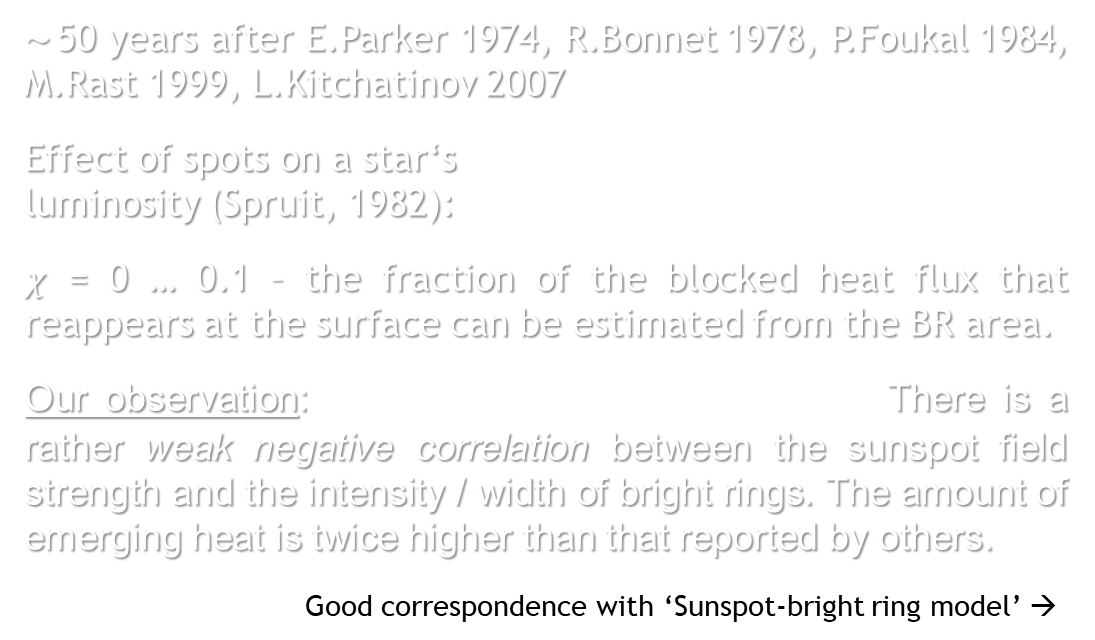 ~50 years after E.Parker 1974, R.Bonnet 1978, P.Foukal 1984,
M.Rast 1999, L.Kitchatinov 2007
Effect of spots on a star‘s
luminosity (Spruit, 1982):
χ = 0 … 0.1 - the fraction of the blocked heat flux that
reappears at the surface can be estimated from the BR area.
Our observation: There is a
rather weak negative correlation between the sunspot field
strength and the intensity / width of bright rings. The amount of
emerging heat is twice higher than that reported by others.
Good correspondence with ‘Sunspot-bright ring model’ →